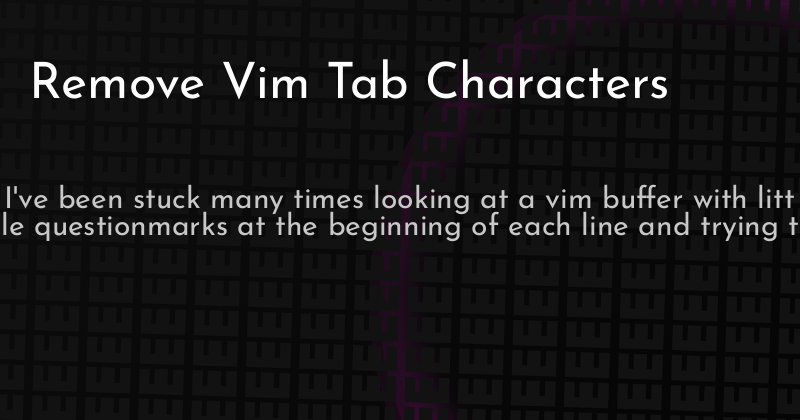 Remove Vim Tab Characters
I've been stuck many times looking at a vim buffer with litt
le questionmarks at the beginning of each line and trying t